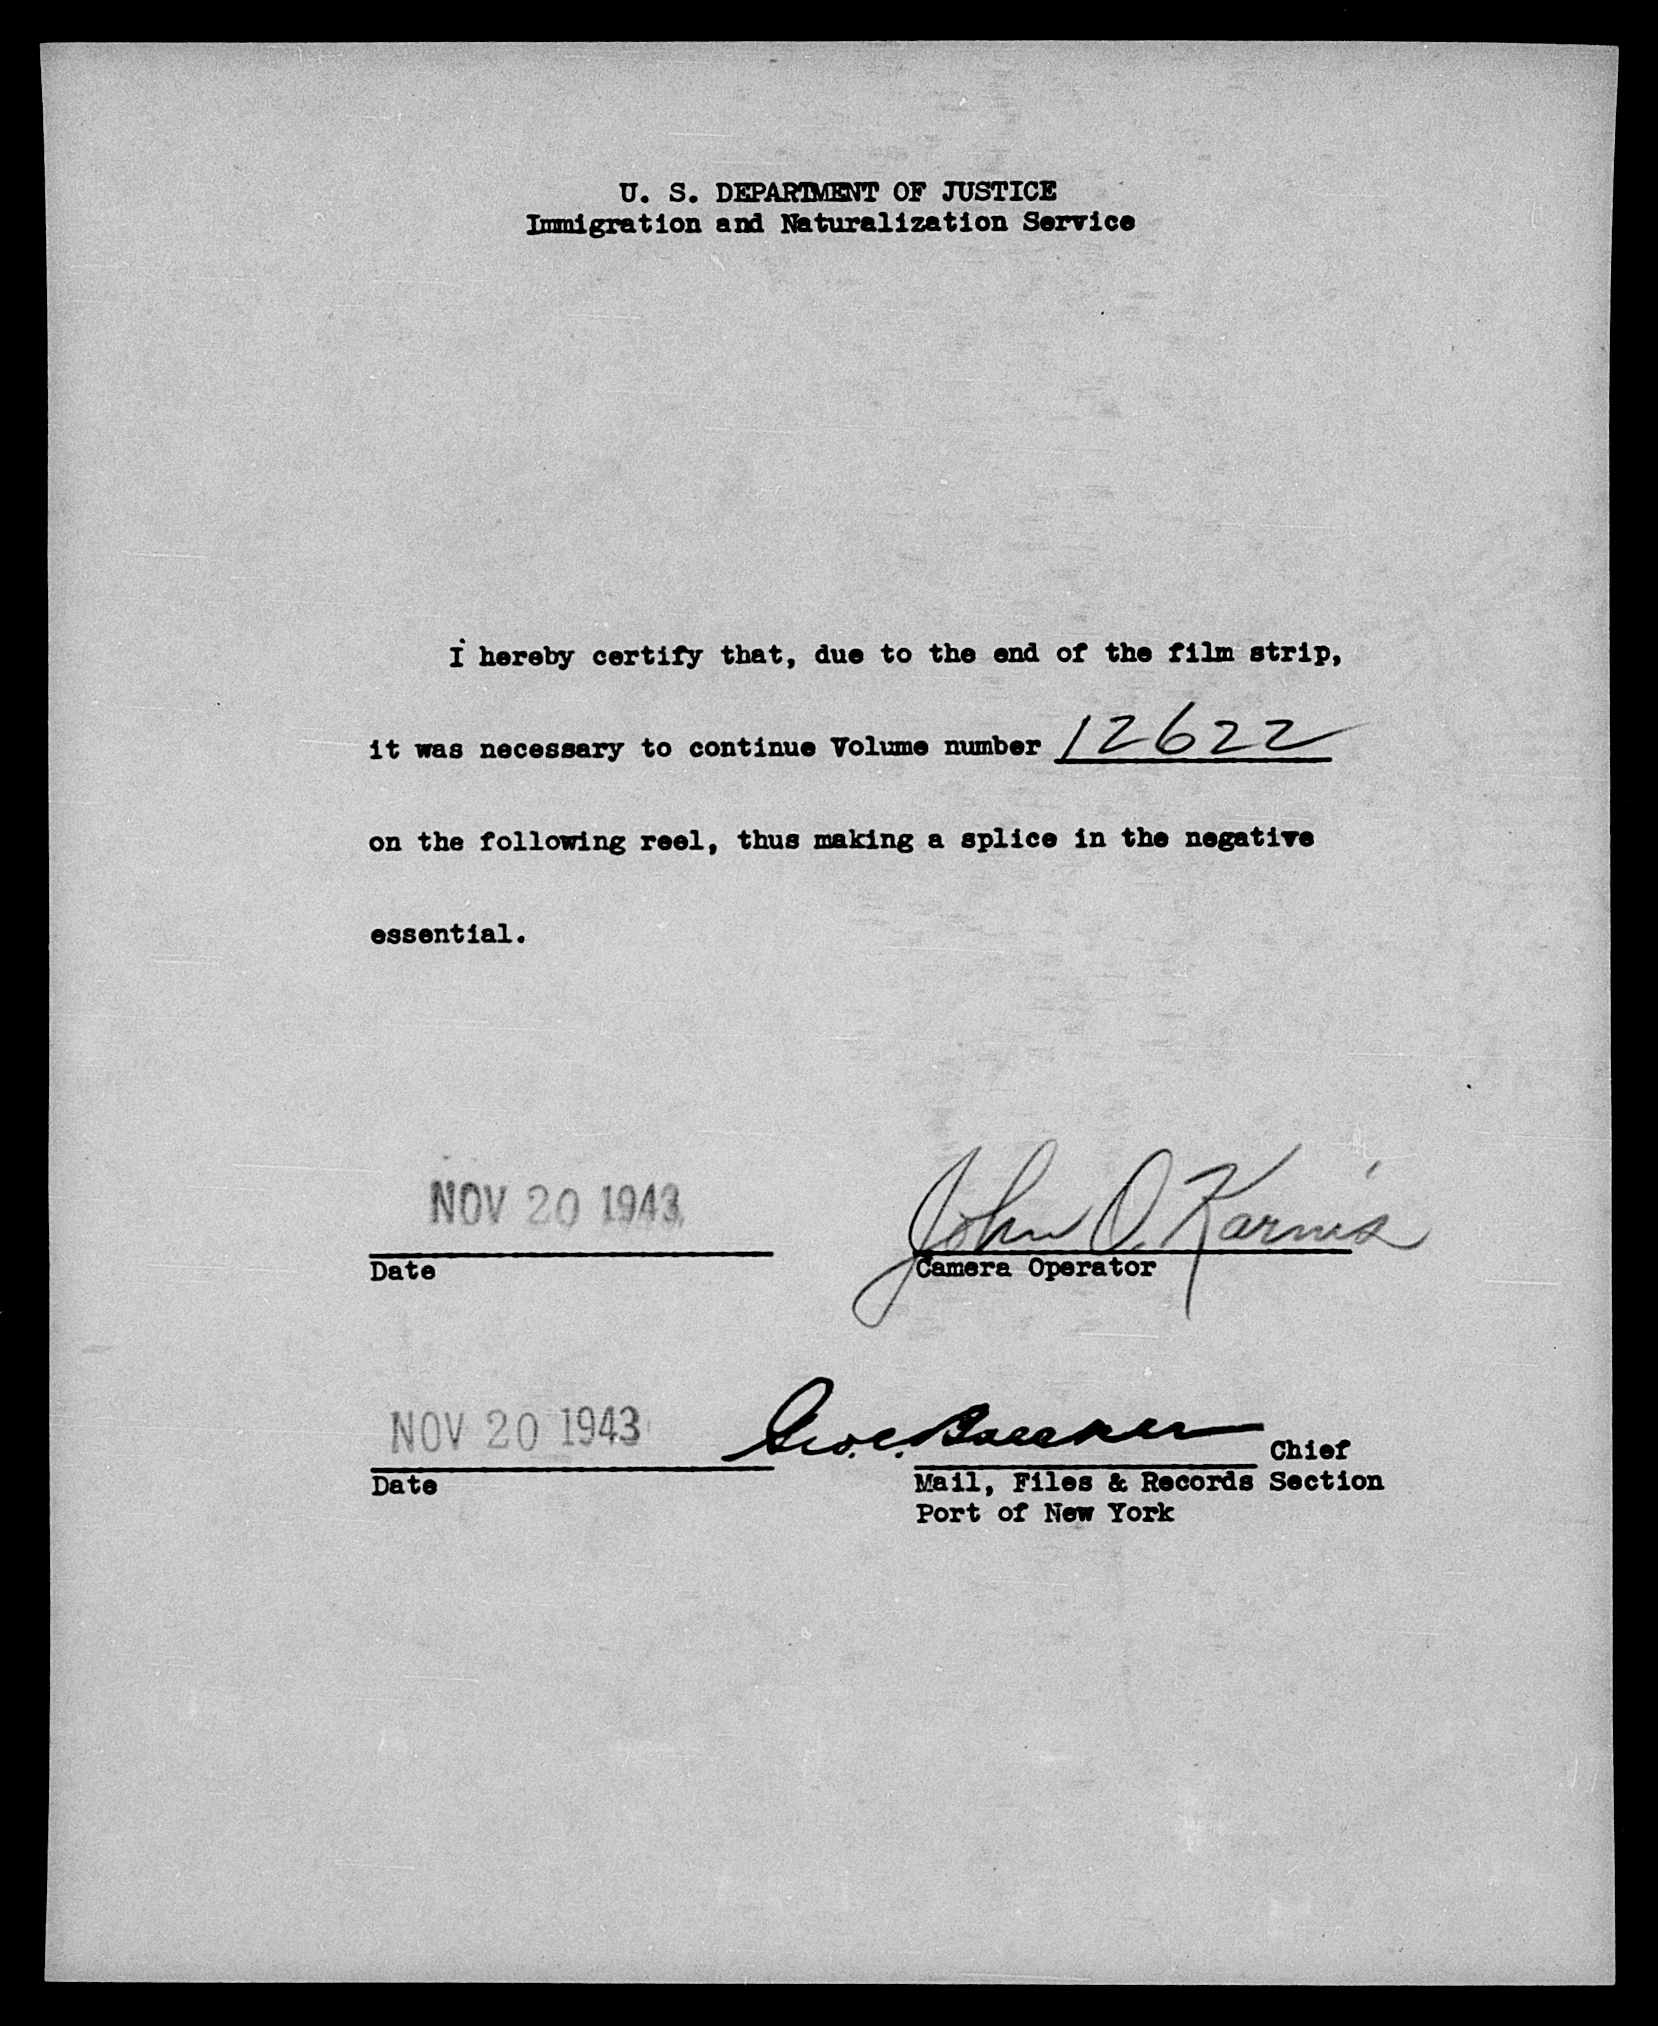 U. S. DEPARTMENT OF JUSTICE
Immigration and Naturalization Service
I hereby certify that, due to the end of the film strip,
it was necessary to continue Volume number 12622
on the following reel, thus making a splice in the negative
essential.
NOV 20 1943
John O. Karnis
Date
Camera Operator
NOV 20 1943
Geo. C.
Chief
Date
Mail, Files & Records Section
Port of New York